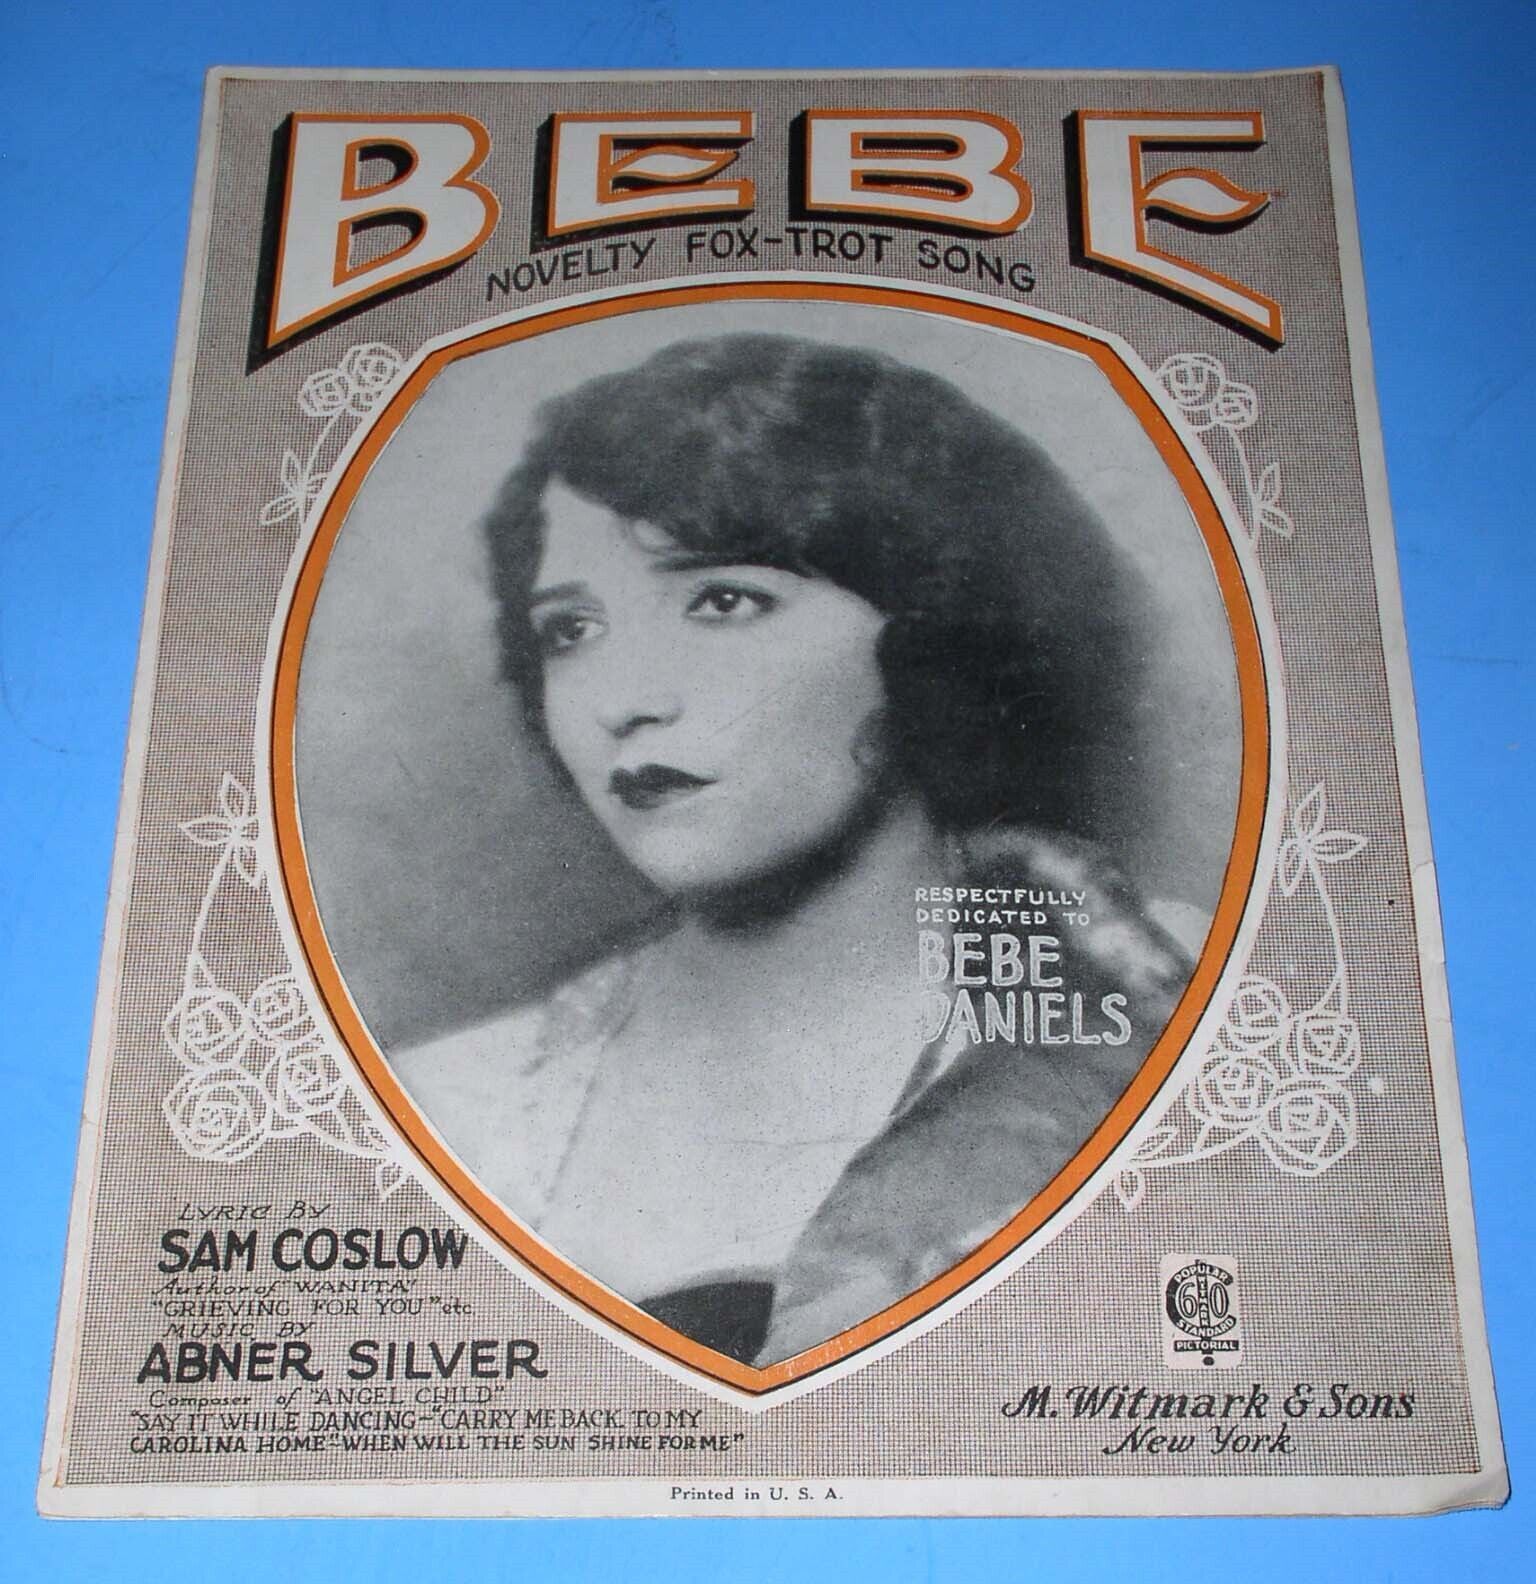 BEBE
NOVELTY FOX-TROT SONG
RESPECTFULLY
DEDICATED TO
BEBE
DANIELS
LYRIC BY
SAM COSLOW
Author of "WANITA"
"GRIEVING FOR YOU" etc.
MUSIC BY
ABNER SILVER
Composer of "ANGEL CHILD"
"SAY IT WHILE DANCING"-"CARRY ME BACK TO MY
CAROLINA HOME"-"WHEN WILL THE SUN SHINE FOR ME"
POPULAR
WITMARK
60
STANDARD
PICTORIAL
M. Witmark & Sons
New York
Printed in U. S. A.